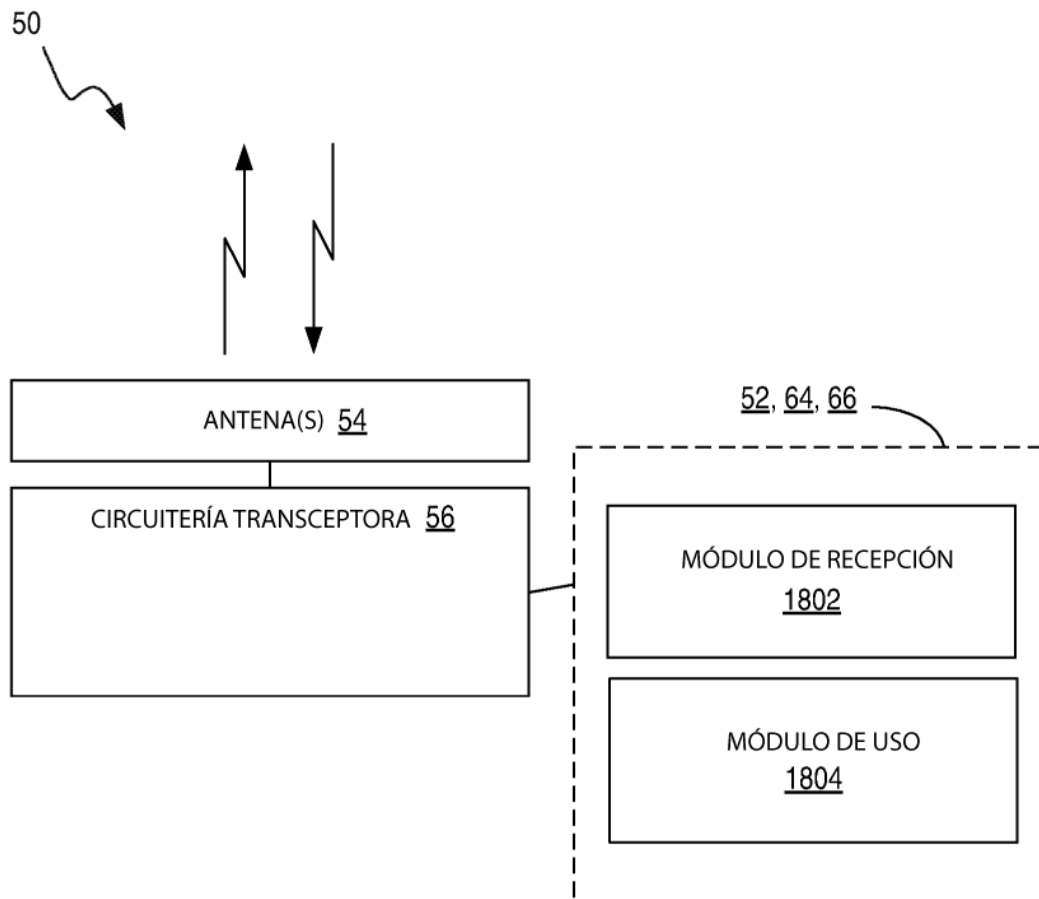 50
ANTENA(S) 54
52, 64, 66
CIRCUITERÍA TRANSCEPTORA 56
MÓDULO DE RECEPCIÓN
1802
MÓDULO DE USO
1804